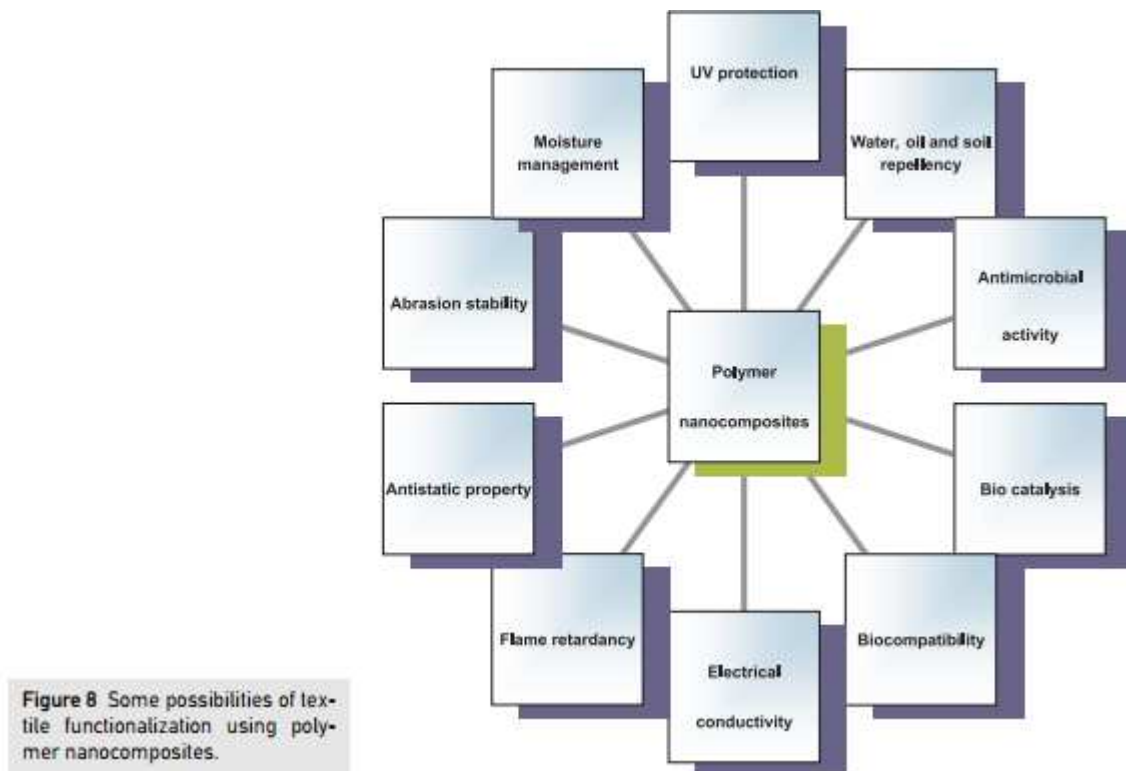 UV protection
Moisture
management
Water, oil and soil
repellency
Abrasion stability
Antimicrobial
activity
Polymer
nanocomposites
Antistatic property
Bio catalysis
Flame retardancy
Biocompatibility
Electrical
conductivity
Figure 8 Some possibilities of tex-
tile functionalization using poly-
mer nanocomposites.